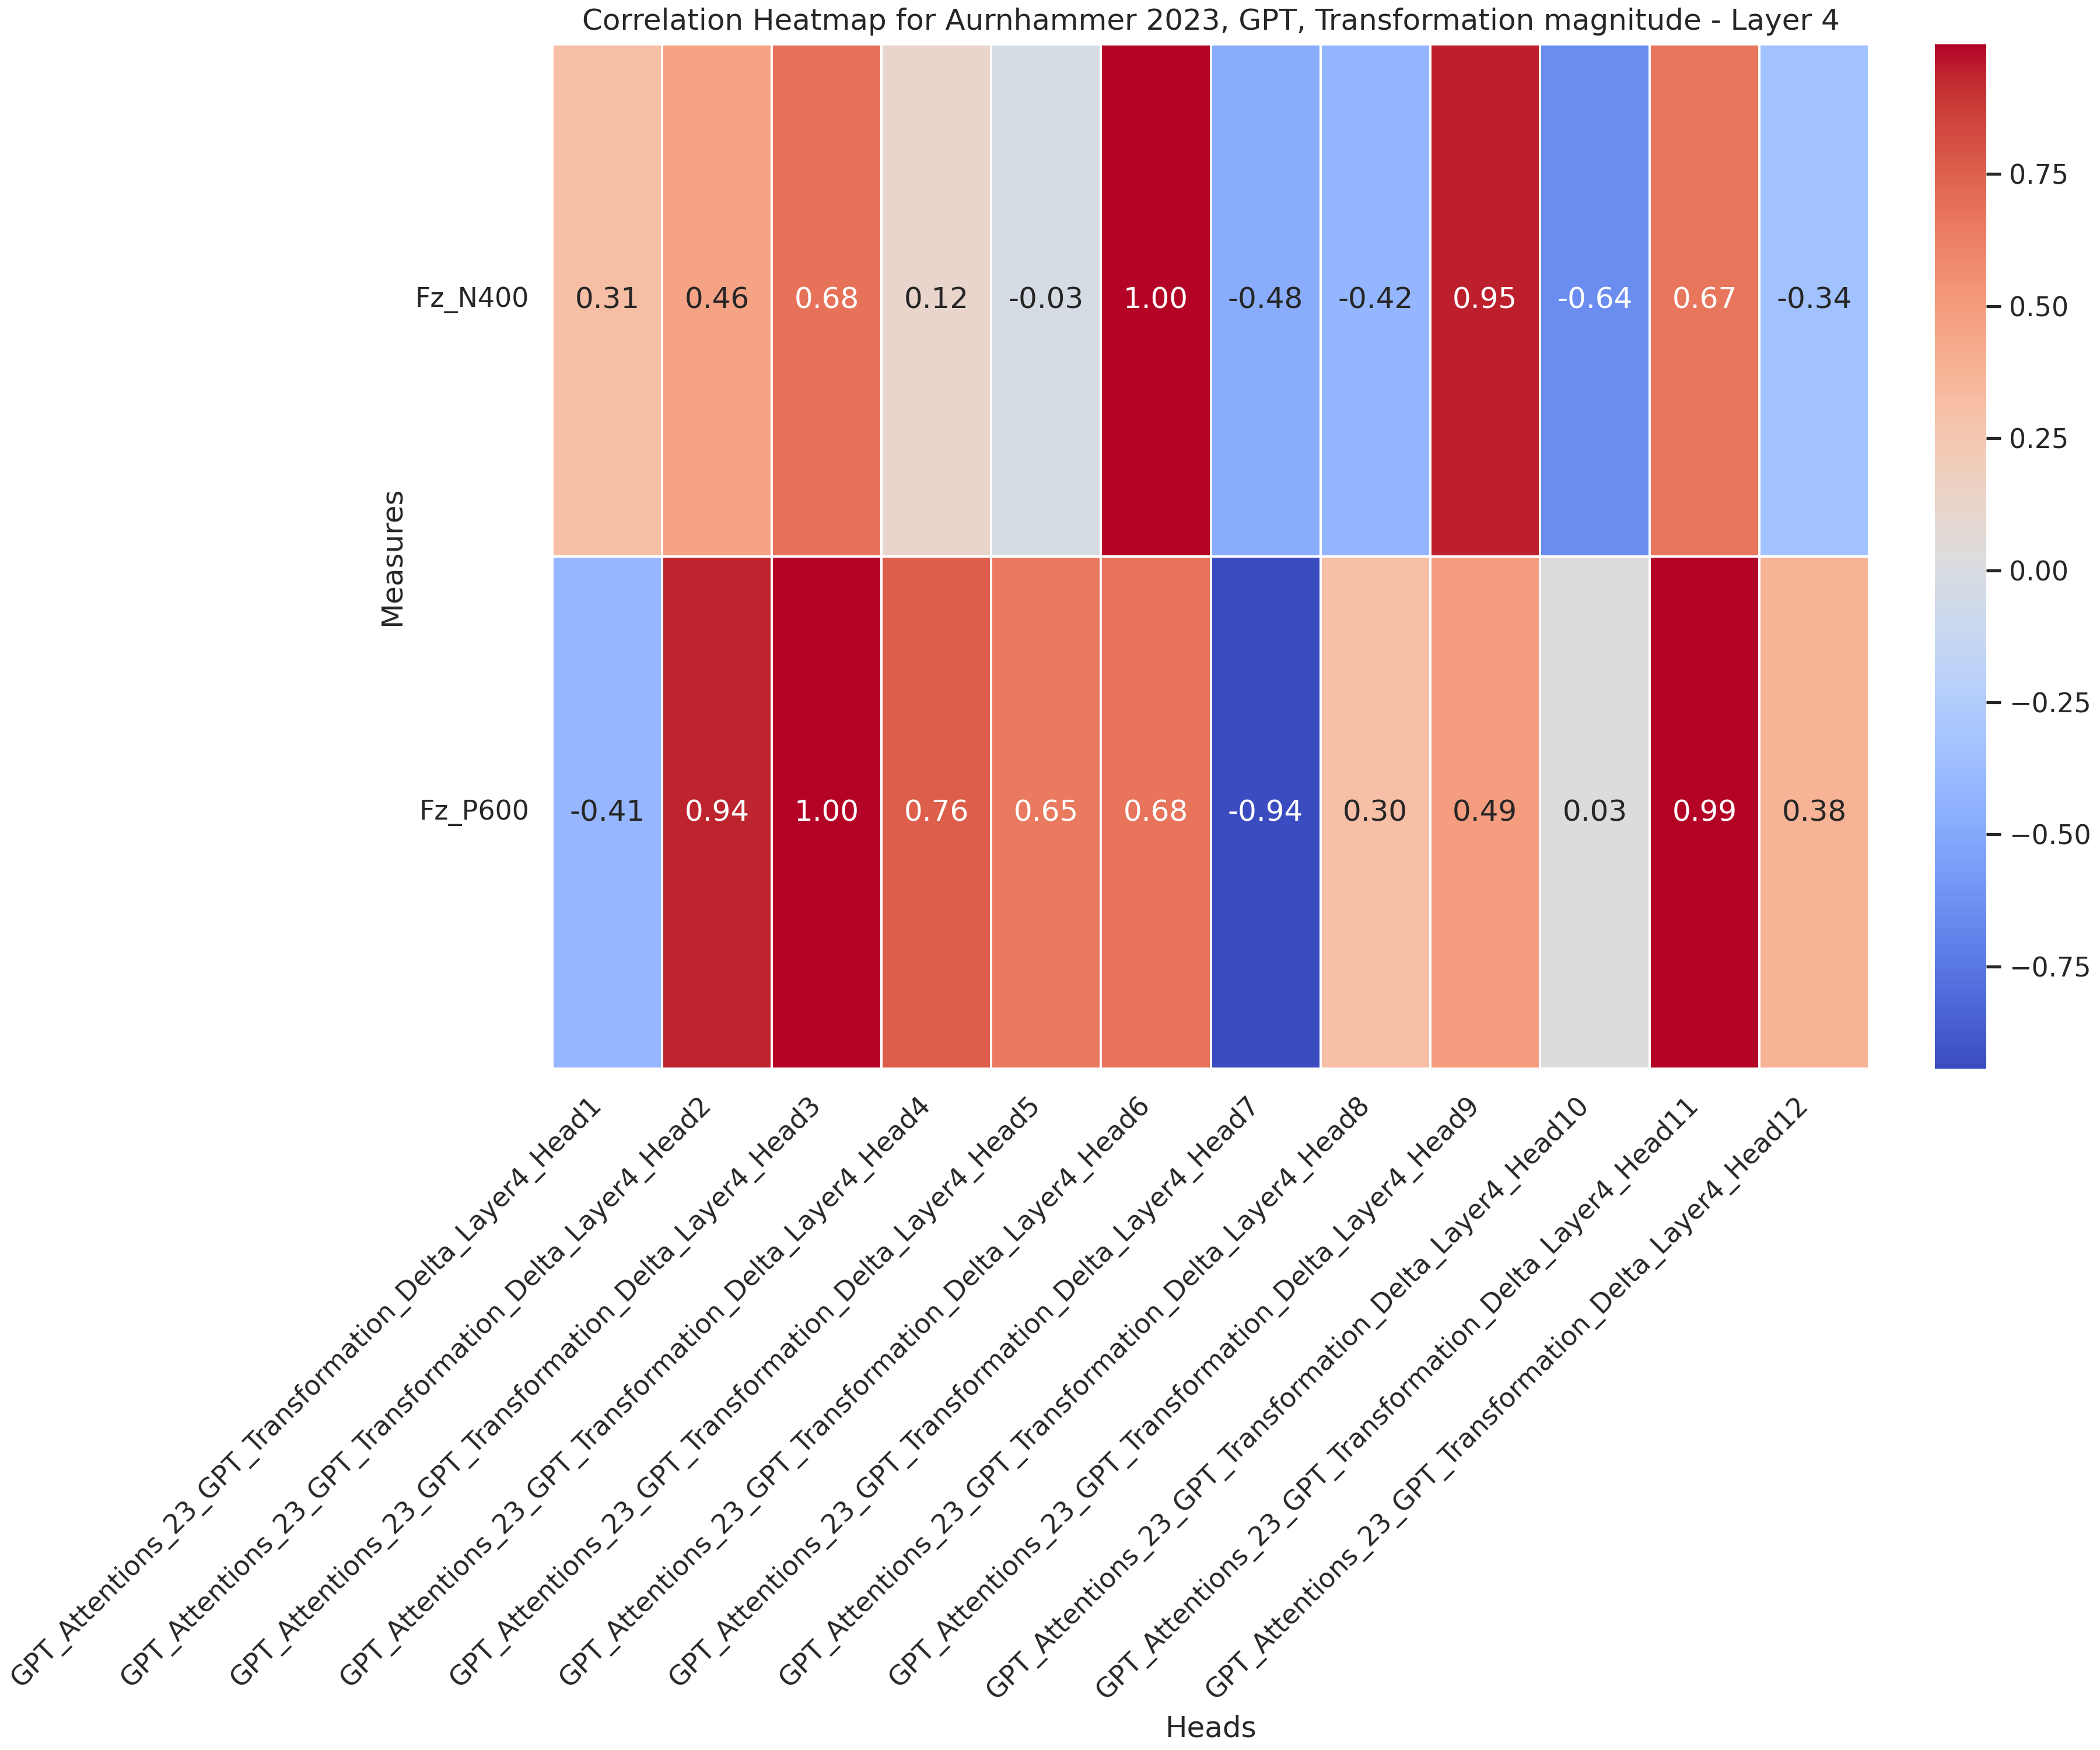 Correlation Heatmap for Aurnhammer 2023, GPT, Transformation magnitude - Layer 4
Measures
Fz_N400
0.31 0.46 0.68 0.12 -0.03 1.00 -0.48 -0.42 0.95 -0.64 0.67 -0.34
Fz_P600
-0.41 0.94 1.00 0.76 0.65 0.68 -0.94 0.30 0.49 0.03 0.99 0.38
GPT_Attentions_23_GPT_Transformation_Delta_Layer4_Head1
GPT_Attentions_23_GPT_Transformation_Delta_Layer4_Head2
GPT_Attentions_23_GPT_Transformation_Delta_Layer4_Head3
GPT_Attentions_23_GPT_Transformation_Delta_Layer4_Head4
GPT_Attentions_23_GPT_Transformation_Delta_Layer4_Head5
GPT_Attentions_23_GPT_Transformation_Delta_Layer4_Head6
GPT_Attentions_23_GPT_Transformation_Delta_Layer4_Head7
GPT_Attentions_23_GPT_Transformation_Delta_Layer4_Head8
GPT_Attentions_23_GPT_Transformation_Delta_Layer4_Head9
GPT_Attentions_23_GPT_Transformation_Delta_Layer4_Head10
GPT_Attentions_23_GPT_Transformation_Delta_Layer4_Head11
GPT_Attentions_23_GPT_Transformation_Delta_Layer4_Head12
Heads
0.75
0.50
0.25
0.00
−0.25
−0.50
−0.75